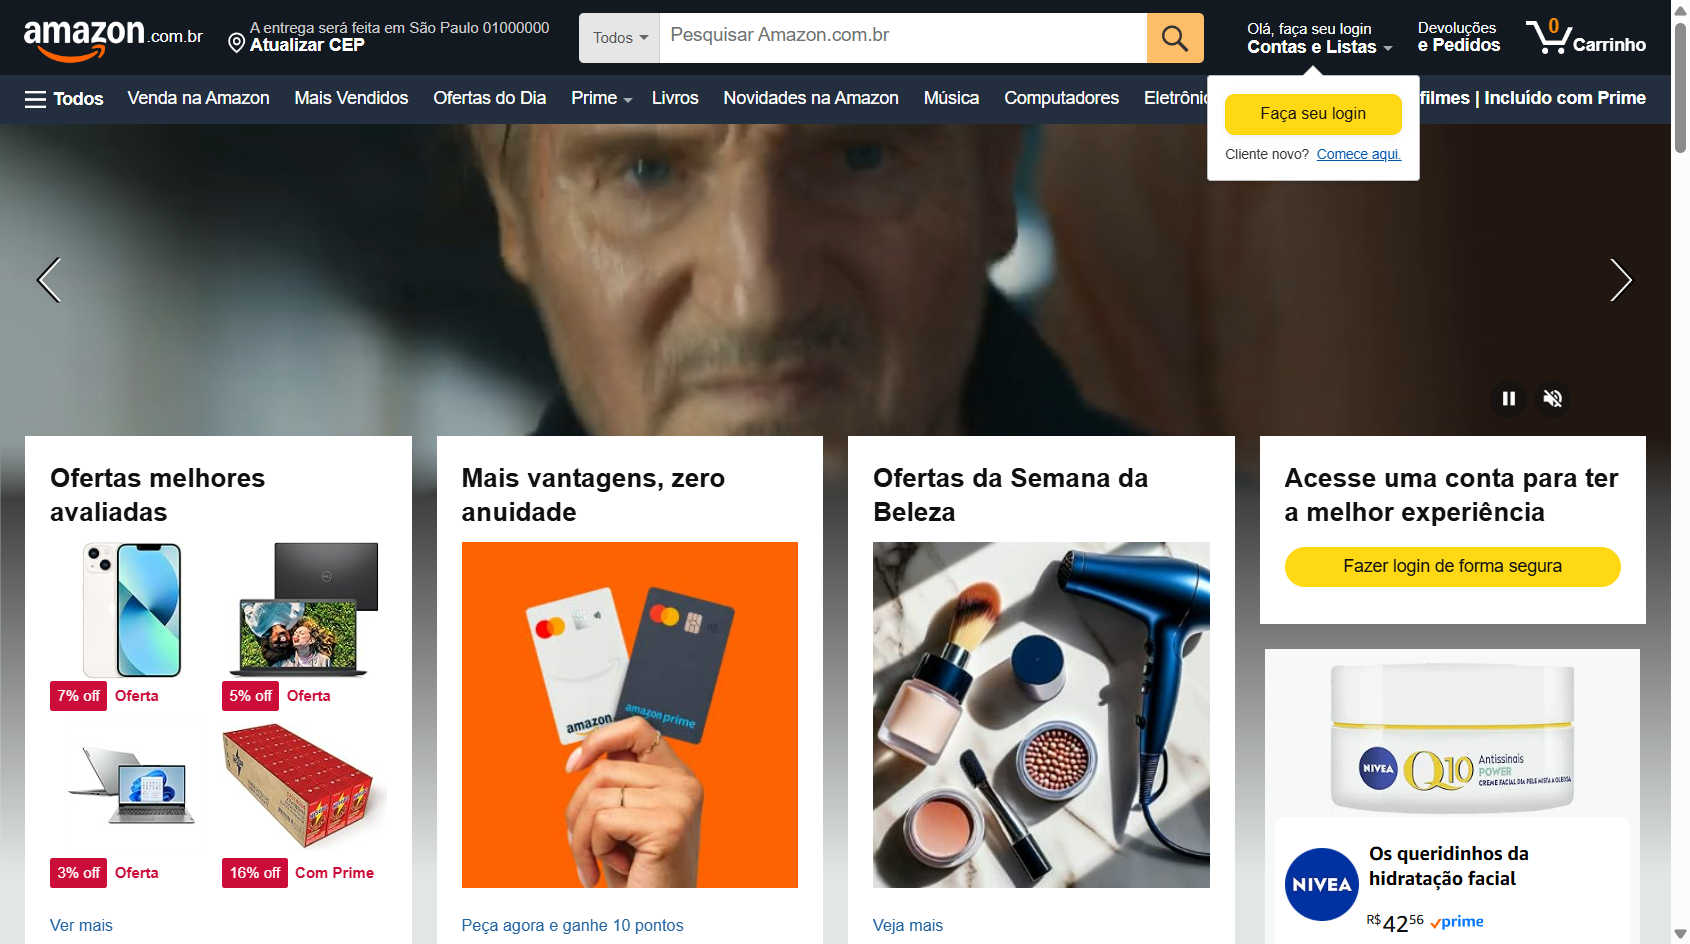 amazon.com.br
A entrega será feita em São Paulo 01000000
Atualizar CEP
Todos
Pesquisar Amazon.com.br
Olá, faça seu login
Contas e Listas
Devoluções
e Pedidos
0
Carrinho
Todos
Venda na Amazon
Mais Vendidos
Ofertas do Dia
Prime
Livros
Novidades na Amazon
Música
Computadores
Eletrônic
filmes | Incluído com Prime
Faça seu login
Cliente novo? Comece aqui.
Ofertas melhores
avaliadas
7% off Oferta
5% off Oferta
3% off Oferta
16% off Com Prime
Ver mais
Mais vantagens, zero
anuidade
amazon
amazon prime
Peça agora e ganhe 10 pontos
Ofertas da Semana da
Beleza
Veja mais
Acesse uma conta para ter
a melhor experiência
Fazer login de forma segura
NIVEA
Q10
Antissinais
POWER
CREME FACIAL DIA PELE MISTA A OLEOSA
NIVEA
Os queridinhos da
hidratação facial
R$4256 prime